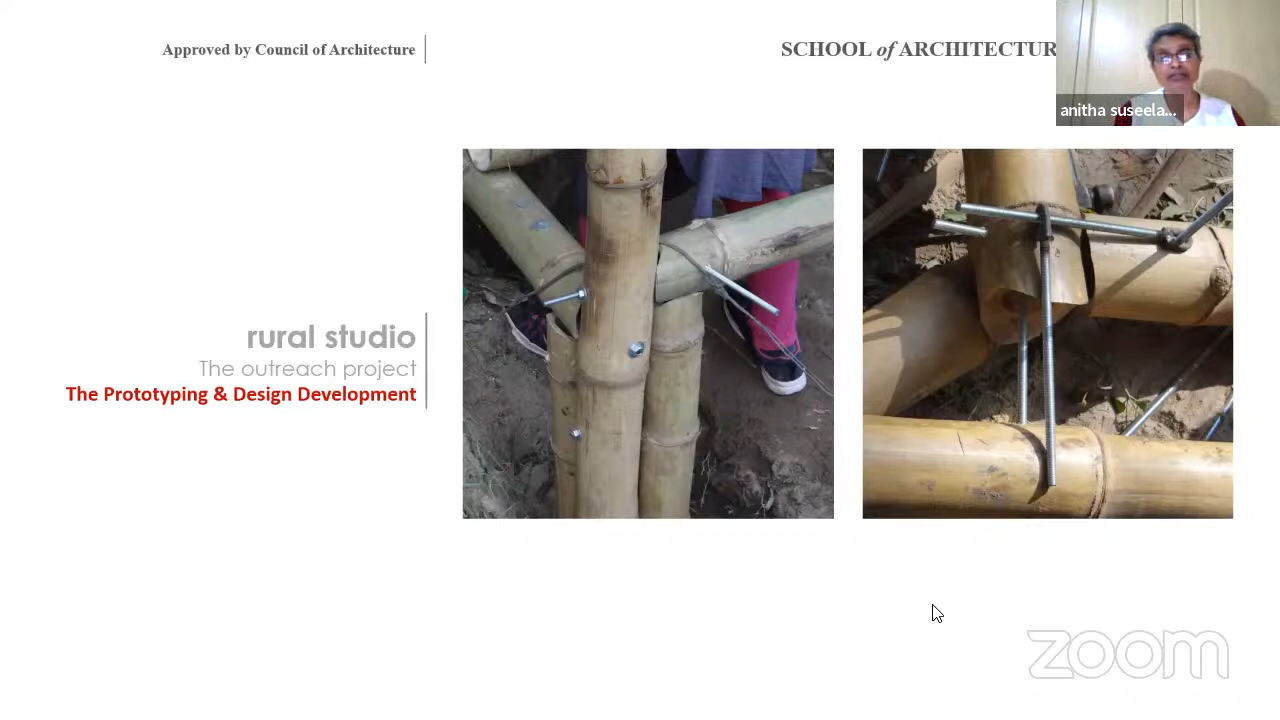 Approved by Council of Architecture
SCHOOL of ARCHITECTUR
anitha suseela...
rural studio
The outreach project
The Prototyping & Design Development
zoom